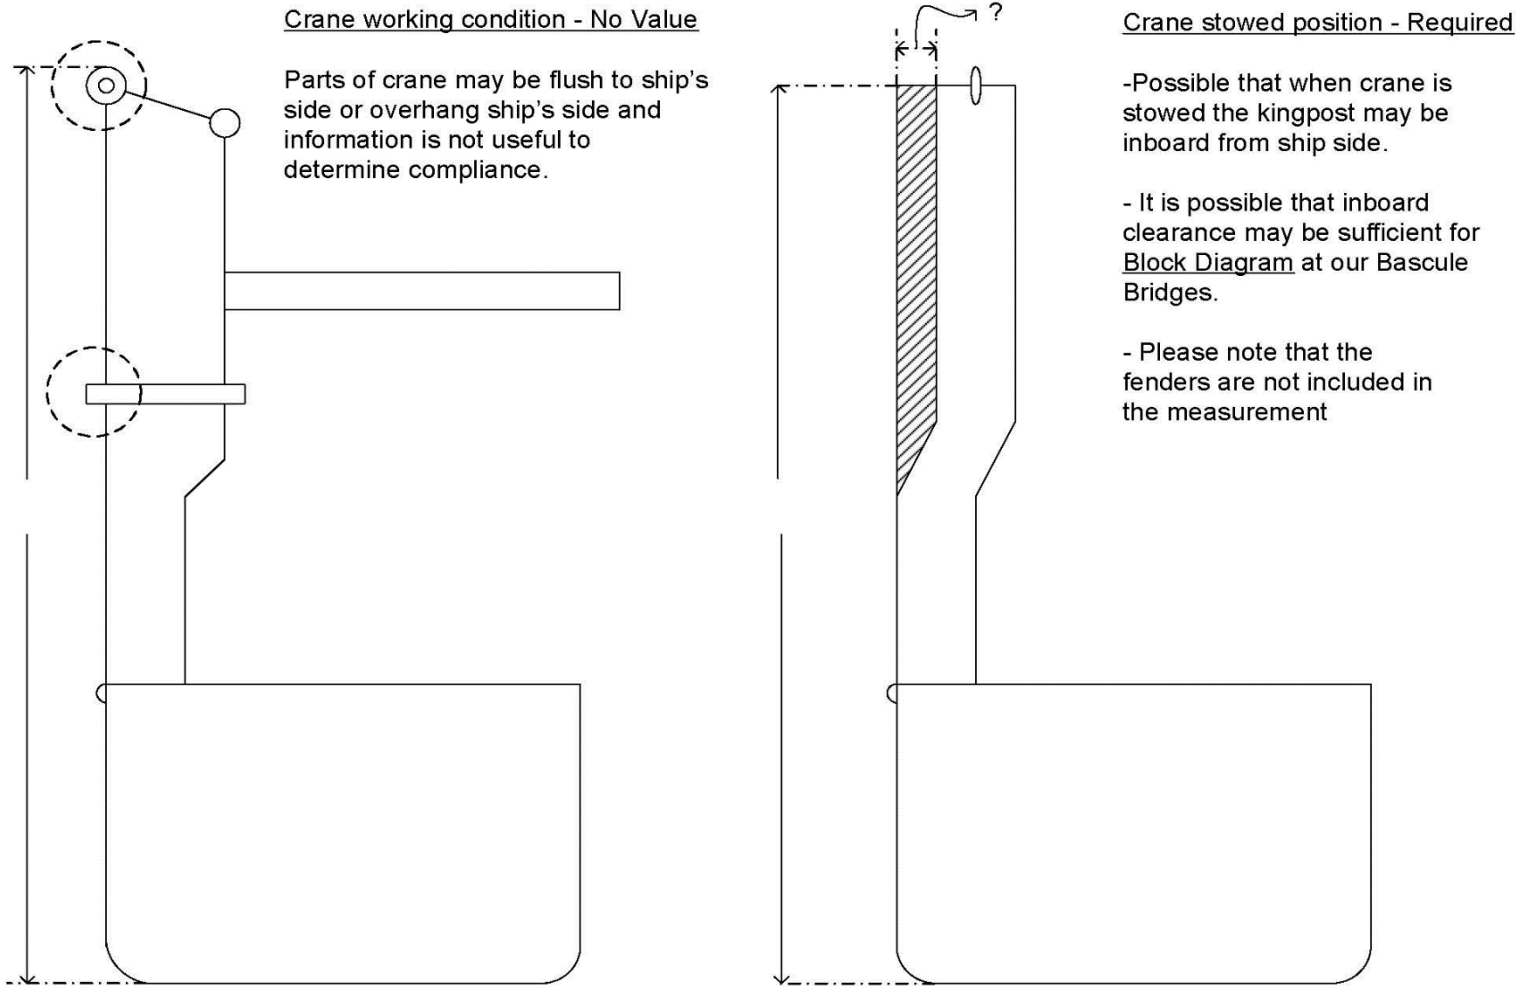 Crane working condition - No Value
Parts of crane may be flush to ship's
side or overhang ship's side and
information is not useful to
determine compliance.
?
Crane stowed position - Required
-Possible that when crane is
stowed the kingpost may be
inboard from ship side.
- It is possible that inboard
clearance may be sufficient for
Block Diagram at our Bascule
Bridges.
- Please note that the
fenders are not included in
the measurement